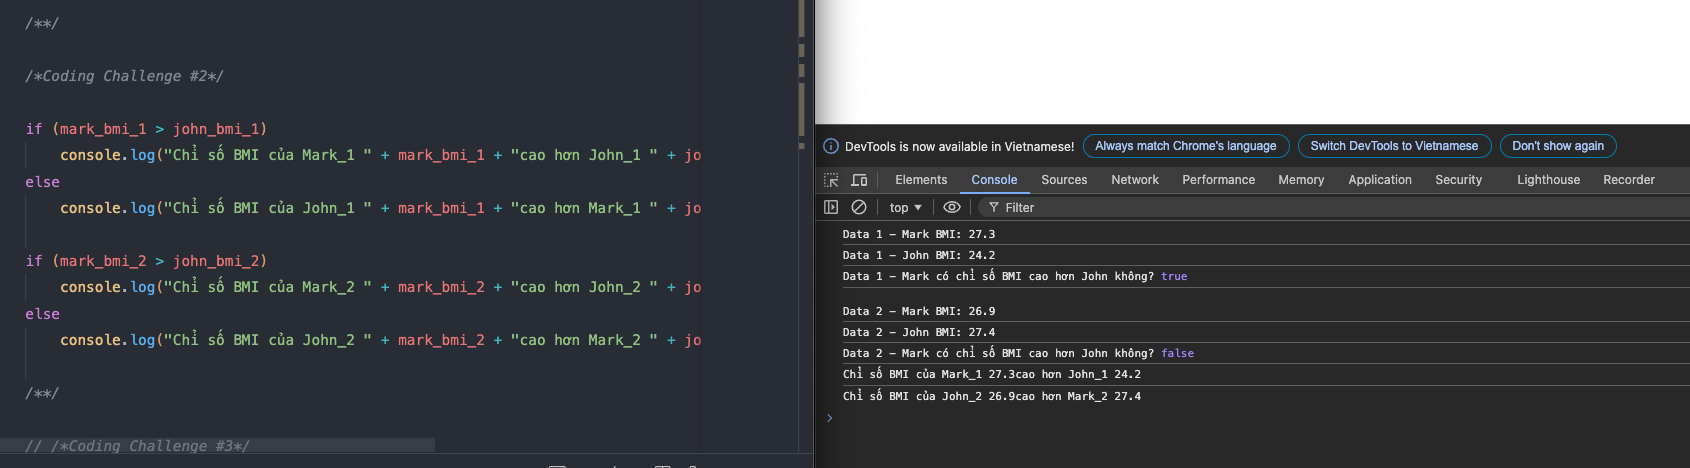 /**/
/*Coding Challenge #2*/
if (mark_bmi_1 > john_bmi_1)
console.log("Chỉ số BMI của Mark_1 " + mark_bmi_1 + "cao hơn John_1 " + jo
else
console.log("Chỉ số BMI của John_1 " + mark_bmi_1 + "cao hơn Mark_1 " + jo
if (mark_bmi_2 > john_bmi_2)
console.log("Chỉ số BMI của Mark_2 " + mark_bmi_2 + "cao hơn John_2 " + jo
else
console.log("Chỉ số BMI của John_2 " + mark_bmi_2 + "cao hơn Mark_2 " + jo
/**/
// /*Coding Challenge #3*/
DevTools is now available in Vietnamese! Always match Chrome's language Switch DevTools to Vietnamese Don't show again
Elements Console Sources Network Performance Memory Application Security Lighthouse Recorder
top Filter
Data 1 – Mark BMI: 27.3
Data 1 – John BMI: 24.2
Data 1 – Mark có chỉ số BMI cao hơn John không? true
Data 2 – Mark BMI: 26.9
Data 2 – John BMI: 27.4
Data 2 – Mark có chỉ số BMI cao hơn John không? false
Chỉ số BMI của Mark_1 27.3cao hơn John_1 24.2
Chỉ số BMI của John_2 26.9cao hơn Mark_2 27.4